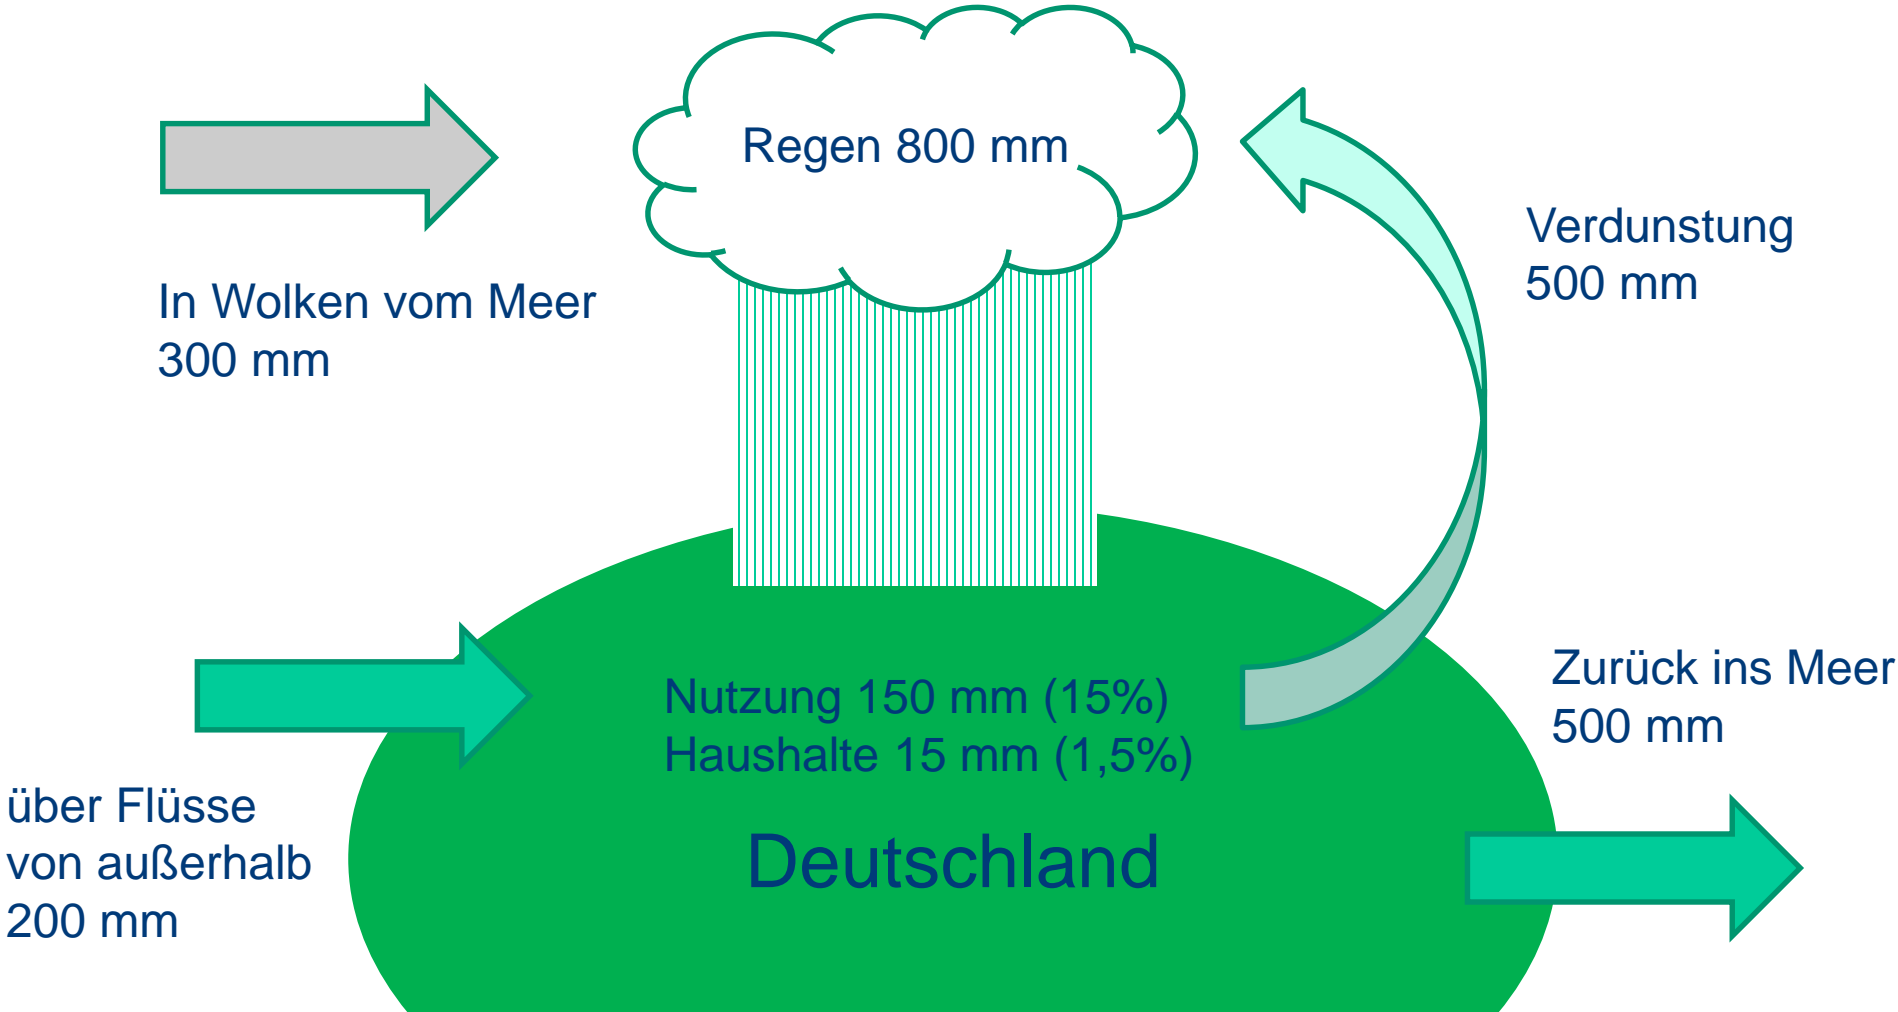 Regen 800 mm
In Wolken vom Meer
300 mm
Verdunstung
500 mm
Nutzung 150 mm (15%)
Haushalte 15 mm (1,5%)
Deutschland
über Flüsse
von außerhalb
200 mm
Zurück ins Meer
500 mm